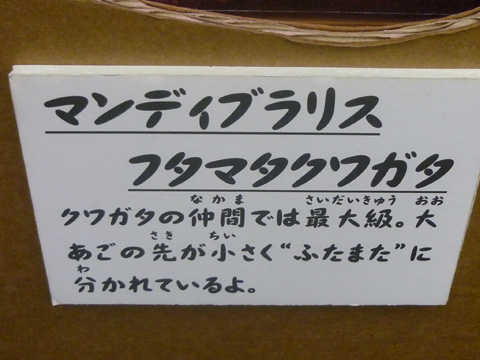 マンディブラリス
フタマタクワガタ
クワガタの仲間では最大級。大
あごの先が小さく“ふたまた”に
分かれているよ。